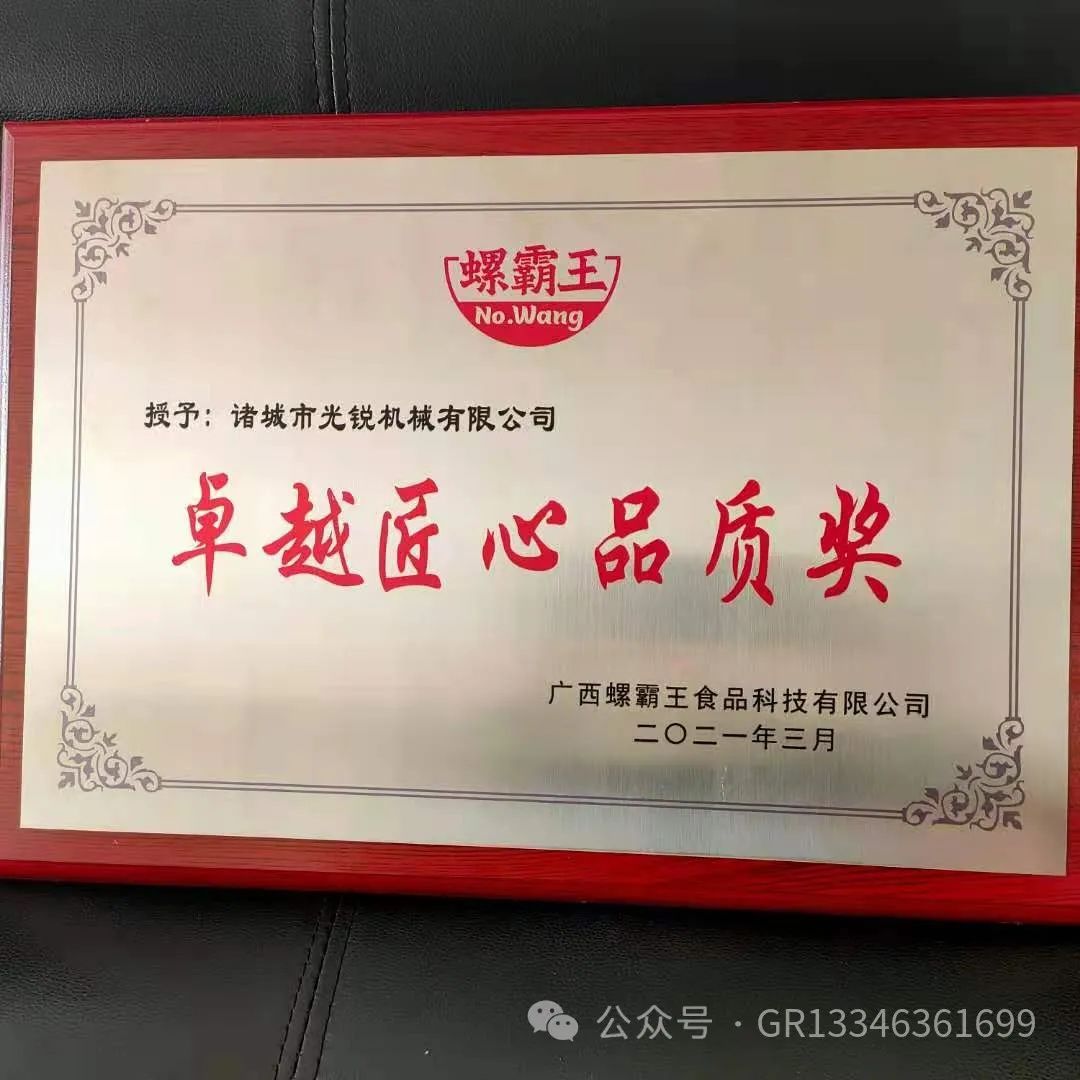 螺霸王
No.Wang
授予：诸城市光锐机械有限公司
卓越匠心品质奖
广西螺霸王食品科技有限公司
二〇二一年三月
公众号 · GR13346361699